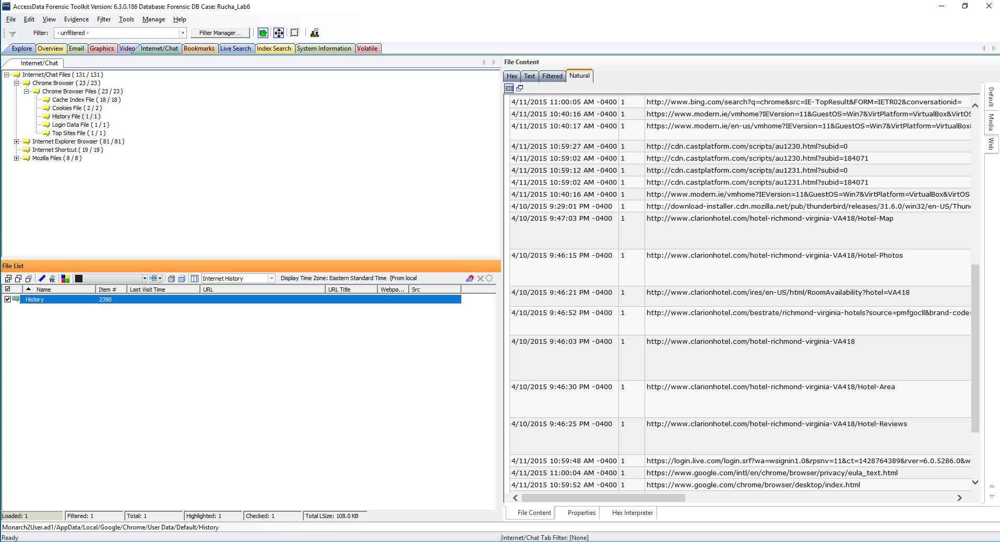 AccessData Forensic Toolkit Version: 6.3.0.186 Database: Forensic DB Case: Rucha_Lab6
File Edit View Evidence Filter Tools Manage Help
Filter: - unfiltered - Filter Manager...
Explore Overview Email Graphics Video Internet/Chat Bookmarks Live Search Index Search System Information Volatile
Internet/Chat
Internet/Chat Files ( 131 / 131 )
Chrome Browser ( 23 / 23 )
Chrome Browser Files ( 23 / 23 )
Cache Index File ( 18 / 18 )
Cookies File ( 2 / 2 )
History File ( 1 / 1 )
Login Data File ( 1 / 1 )
Top Sites File ( 1 / 1 )
Internet Explorer Browser ( 81 / 81 )
Internet Shortcut ( 19 / 19 )
Mozilla Files ( 8 / 8 )
File List
Internet History Display Time Zone: Eastern Standard Time (From local
Name Item # Last Visit Time URL URL Title Webpa... Src
History 2390
Loaded: 1 Filtered: 1 Total: 1 Highlighted: 1 Checked: 1 Total LSize: 108.0 KB
Monarch2User.ad1/AppData/Local/Google/Chrome/User Data/Default/History
Ready
File Content
Hex Text Filtered Natural
CSS
4/11/2015 11:00:05 AM -0400 1 http://www.bing.com/search?q=chrome&src=IE-TopResult&FORM=IETR02&conversationid=
4/11/2015 10:40:16 AM -0400 1 https://www.modern.ie/vmhome?IEVersion=11&GuestOS=Win7&VirtPlatform=VirtualBox&VirtOS
4/11/2015 10:40:17 AM -0400 1 https://www.modern.ie/en-us/vmhome?IEVersion=11&GuestOS=Win7&VirtPlatform=VirtualBox&
4/11/2015 10:59:27 AM -0400 1 http://cdn.castplatform.com/scripts/au1230.html?subid=0
4/11/2015 10:59:02 AM -0400 1 http://cdn.castplatform.com/scripts/au1230.html?subid=184071
4/11/2015 10:59:12 AM -0400 1 http://cdn.castplatform.com/scripts/au1231.html?subid=0
4/11/2015 10:59:02 AM -0400 1 http://cdn.castplatform.com/scripts/au1231.html?subid=184071
4/11/2015 10:40:16 AM -0400 1 http://www.modern.ie/vmhome?IEVersion=11&GuestOS=Win7&VirtPlatform=VirtualBox&VirtOS=
4/10/2015 9:29:01 PM -0400 1 http://download-installer.cdn.mozilla.net/pub/thunderbird/releases/31.6.0/win32/en-US/Thun
4/10/2015 9:47:03 PM -0400 1 http://www.clarionhotel.com/hotel-richmond-virginia-VA418/Hotel-Map
4/10/2015 9:46:15 PM -0400 1 http://www.clarionhotel.com/hotel-richmond-virginia-VA418/Hotel-Photos
4/10/2015 9:46:21 PM -0400 1 http://www.clarionhotel.com/ires/en-US/html/RoomAvailability?hotel=VA418
4/10/2015 9:46:52 PM -0400 1 http://www.clarionhotel.com/bestrate/richmond-virginia-hotels?source=pmfgocll&brand-code=
4/10/2015 9:46:03 PM -0400 1 http://www.clarionhotel.com/hotel-richmond-virginia-VA418
4/10/2015 9:46:30 PM -0400 1 http://www.clarionhotel.com/hotel-richmond-virginia-VA418/Hotel-Area
4/10/2015 9:46:25 PM -0400 1 http://www.clarionhotel.com/hotel-richmond-virginia-VA418/Hotel-Reviews
4/11/2015 10:59:48 AM -0400 1 https://login.live.com/login.srf?wa=wsignin1.0&rpsnv=11&ct=1428764389&rver=6.0.5286.0&w
4/11/2015 11:00:04 AM -0400 1 https://www.google.com/intl/en/chrome/browser/privacy/eula_text.html
4/11/2015 10:59:52 AM -0400 1 https://www.google.com/chrome/browser/desktop/index.html
Default
Media
Web
File Content Properties Hex Interpreter
Internet/Chat Tab Filter: [None]